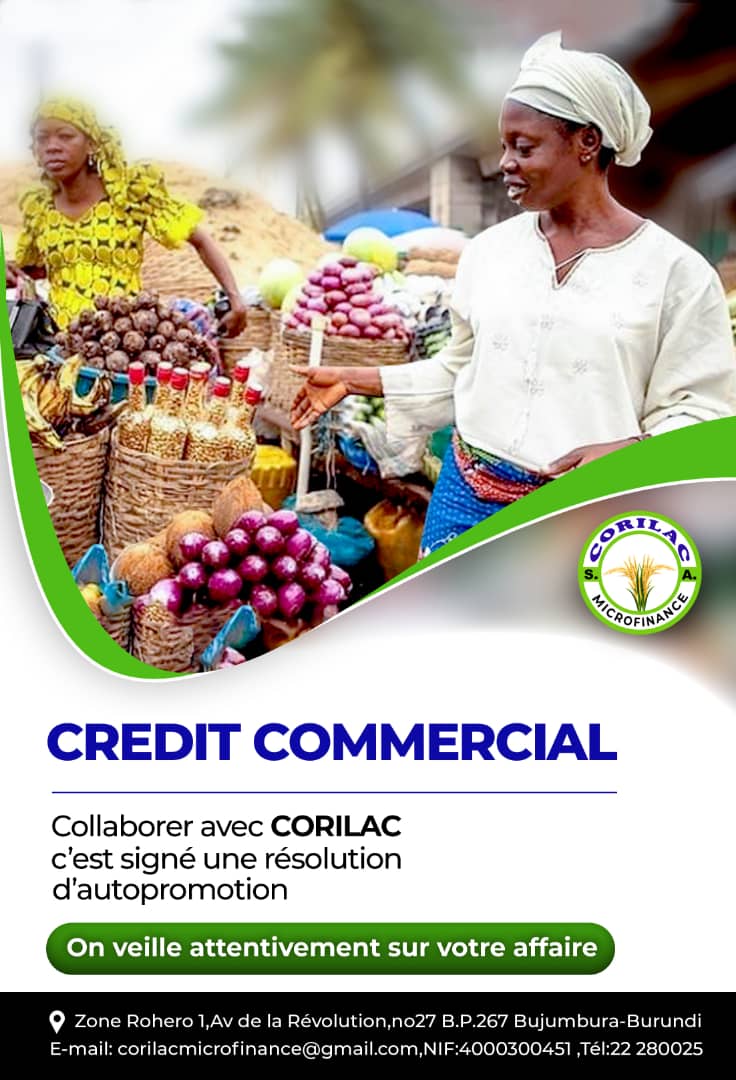 CORILAC
S. A.
MICROFINANCE
CREDIT COMMERCIAL
Collaborer avec CORILAC
c'est signé une résolution
d'autopromotion
On veille attentivement sur votre affaire
Zone Rohero 1,Av de la Révolution,no27 B.P.267 Bujumbura-Burundi
E-mail: corilacmicrofinance@gmail.com,NIF:4000300451 ,Tél:22 280025